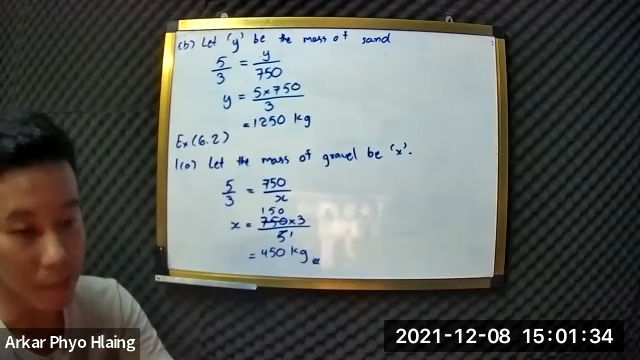 (b) Let 'y' be the mass of sand
5/3 = y/750
y = 5×750/3
= 1250 kg
Ex (6.2)
1(a) Let the mass of gravel be 'x'.
5/3 = 750/x
150
x = 750×3/5 1
= 450 kg
Arkar Phyo Hlaing
2021-12-08 15:01:34